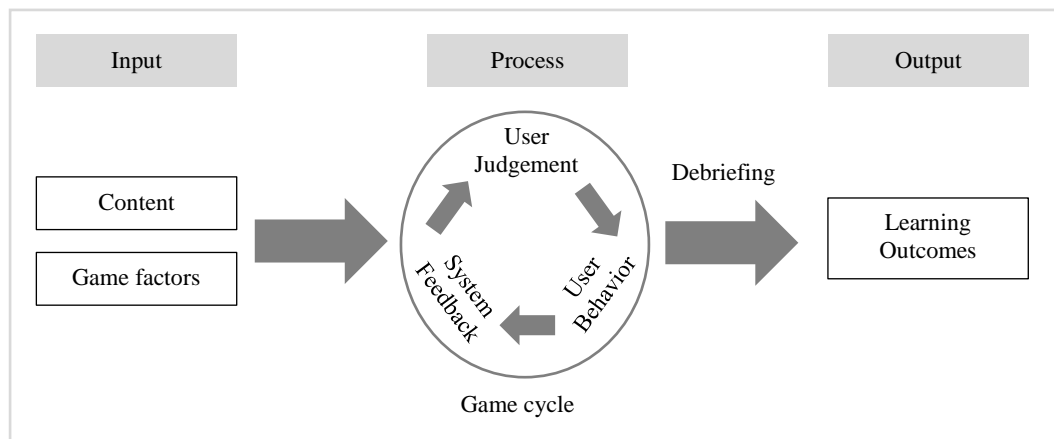 Input
Process
Output
Content
Game factors
User
Judgement
User
Behavior
System
Feedback
Game cycle
Debriefing
Learning
Outcomes